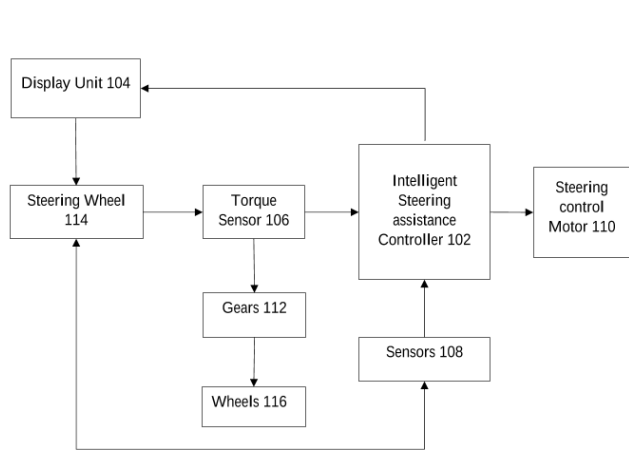 Display Unit 104
Steering Wheel
114
Torque
Sensor 106
Intelligent
Steering
assistance
Controller 102
Steering
control
Motor 110
Gears 112
Sensors 108
Wheels 116